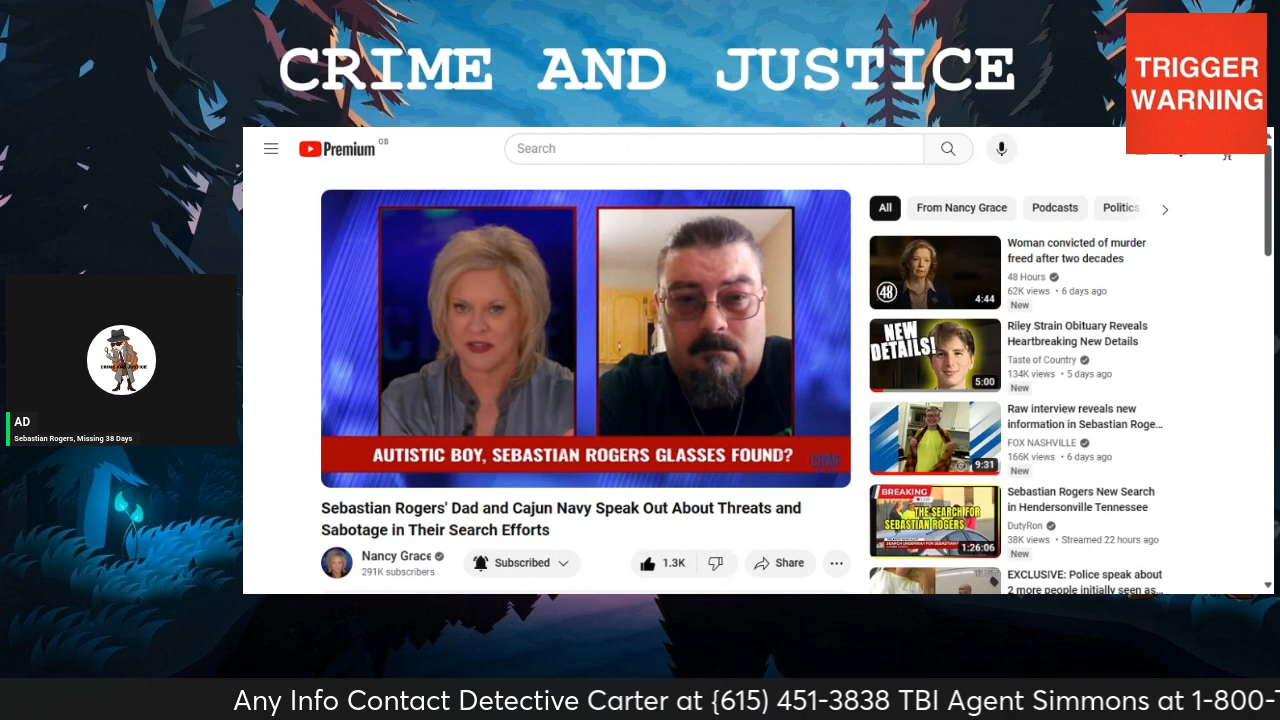 CRIME AND JUSTICE
TRIGGER
WARNING
Premium GB
Search
All
From Nancy Grace
Podcasts
Politics
AUTISTIC BOY, SEBASTIAN ROGERS GLASSES FOUND?
CRIME
Sebastian Rogers' Dad and Cajun Navy Speak Out About Threats and
Sabotage in Their Search Efforts
Nancy Grace
291K subscribers
Subscribed
1.3K
Share
48
4:44
Woman convicted of murder
freed after two decades
48 Hours
62K views • 6 days ago
New
NEW
DETAILS!
5:00
Riley Strain Obituary Reveals
Heartbreaking New Details
Taste of Country
134K views • 5 days ago
New
9:31
Raw interview reveals new
information in Sebastian Roge...
FOX NASHVILLE
166K views • 6 days ago
New
BREAKING
LIVE
THE SEARCH FOR
SEBASTIAN ROGERS
1:26:06
Sebastian Rogers New Search
in Hendersonville Tennessee
DutyRon
38K views • Streamed 22 hours ago
New
EXCLUSIVE: Police speak about
2 more people initially seen as...
CRIME AND JUSTICE
AD
Sebastian Rogers, Missing 38 Days
Any Info Contact Detective Carter at {615) 451-3838 TBI Agent Simmons at 1-800-